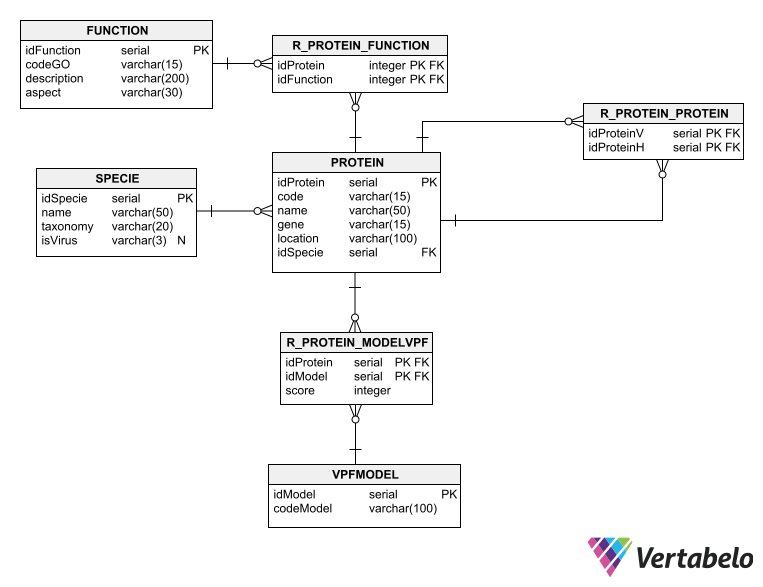 FUNCTION
idFunction serial PK
codeGO varchar(15)
description varchar(200)
aspect varchar(30)
R_PROTEIN_FUNCTION
idProtein integer PK FK
idFunction integer PK FK
R_PROTEIN_PROTEIN
idProteinV serial PK FK
idProteinH serial PK FK
SPECIE
idSpecie serial PK
name varchar(50)
taxonomy varchar(20)
isVirus varchar(3) N
PROTEIN
idProtein serial PK
code varchar(15)
name varchar(50)
gene varchar(15)
location varchar(100)
idSpecie serial FK
R_PROTEIN_MODELVPF
idProtein serial PK FK
idModel serial PK FK
score integer
VPFMODEL
idModel serial PK
codeModel varchar(100)
Vertabelo